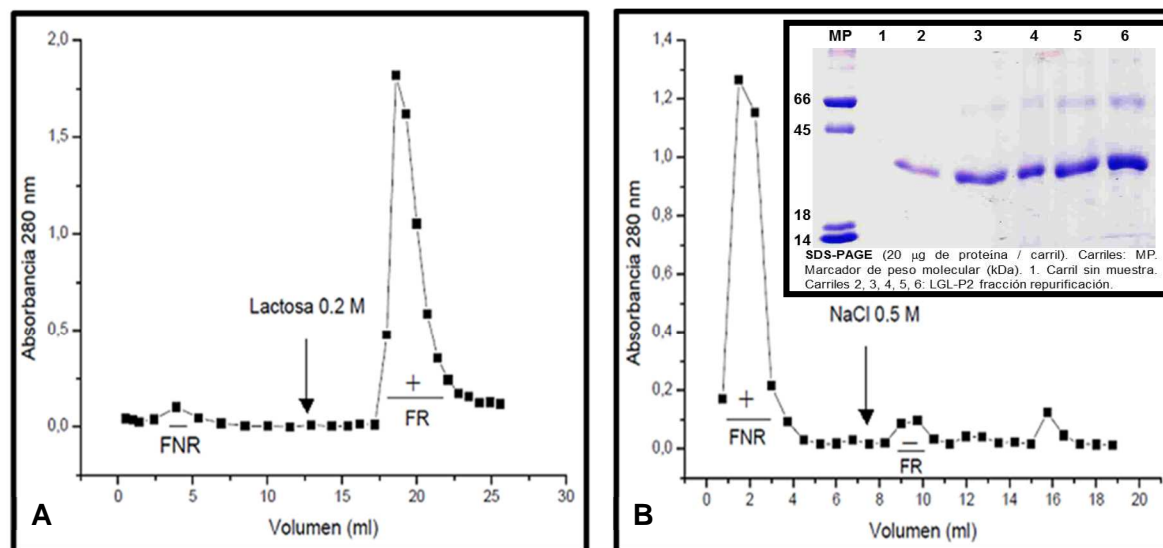 2,0
1,5
1,0
0,5
0,0
Absorbancia 280 nm
Lactosa 0.2 M
+
FR
–
FNR
0 5 10 15 20 25 30
Volumen (ml)
A
1,4
1,2
1,0
0,8
0,6
0,4
0,2
0,0
Absorbancia 280 nm
MP 1 2 3 4 5 6
66
45
18
14
SDS-PAGE (20 µg de proteína / carril). Carriles: MP.
Marcador de peso molecular (kDa). 1. Carril sin muestra.
Carriles 2, 3, 4, 5, 6: LGL-P2 fracción repurificación.
NaCl 0.5 M
+
FNR
–
FR
0 2 4 6 8 10 12 14 16 18 20
Volumen (ml)
B